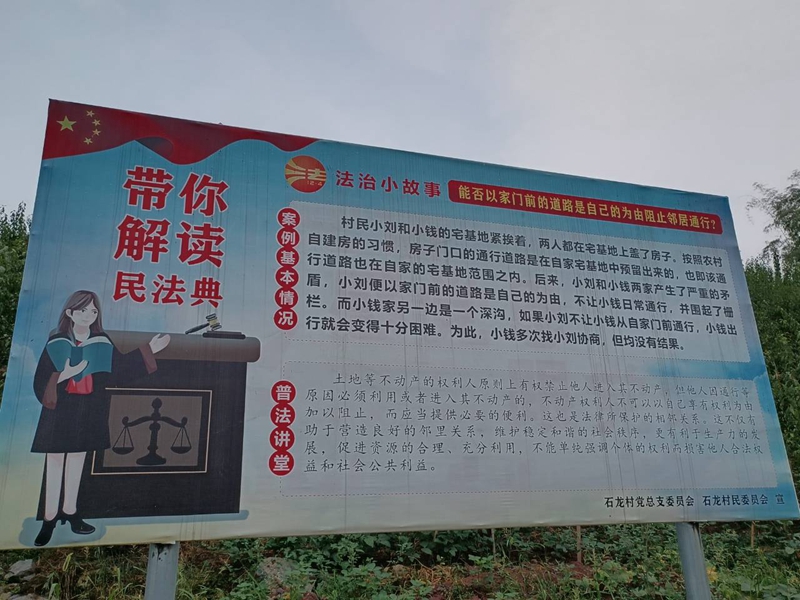 带你
解读
民法典
法治小故事
能否以家门前的道路是自己的为由阻止邻居通行?
案例基本情况
村民小刘和小钱的宅基地紧挨着，两人都在宅基地上盖了房子。按照农村
自建房的习惯，房子门口的通行道路是在自家宅基地中预留出来的，也即该通
行道路也在自家的宅基地范围之内。后来，小刘和小钱两家产生了严重的矛
盾，小刘便以家门前的道路是自己的为由，不让小钱日常通行，并围起了栅
栏。而小钱家另一边是一个深沟，如果小刘不让小钱从自家门前通行，小钱出
行就会变得十分困难。为此，小钱多次找小刘协商，但均没有结果。
普法讲堂
土地等不动产的权利人原则上有权禁止他人进入其不动产，但他人因通行等
原因必须利用或者进入其不动产的，不动产权利人不可以以自己享有权利为由
加以阻止，而应当提供必要的便利。这也是法律所保护的相邻关系。这不仅有
助于营造良好的邻里关系，维护稳定和谐的社会秩序，更有利于生产力的发
展，促进资源的合理、充分利用，不能单纯强调个体的权利而损害他人合法权
益和社会公共利益。
石龙村党总支委员会 石龙村民委员会 宣